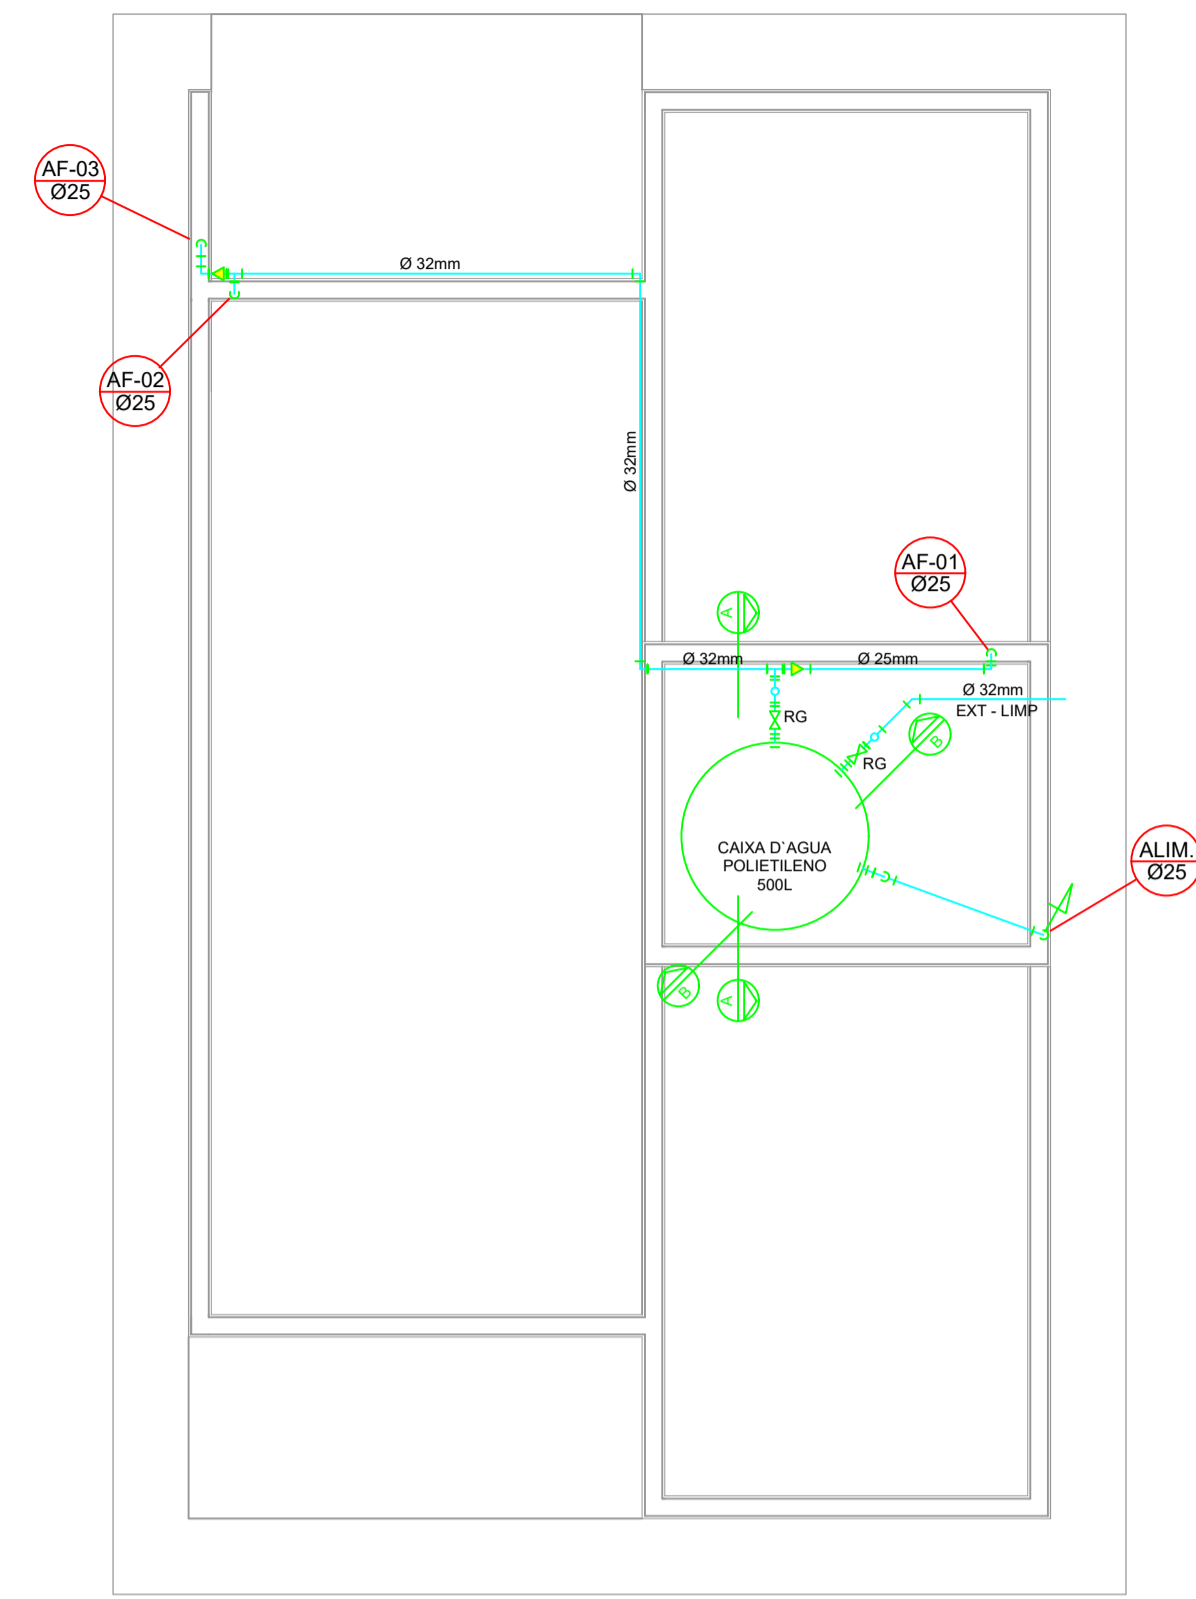 AF-03
Ø25
Ø 32mm
AF-02
Ø25
Ø 32mm
AF-01
Ø25
A
Ø 32mm
Ø 25mm
Ø 32mm
EXT - LIMP
RG
B
RG
CAIXA D`AGUA
POLIETILENO
500L
ALIM.
Ø25
B
A